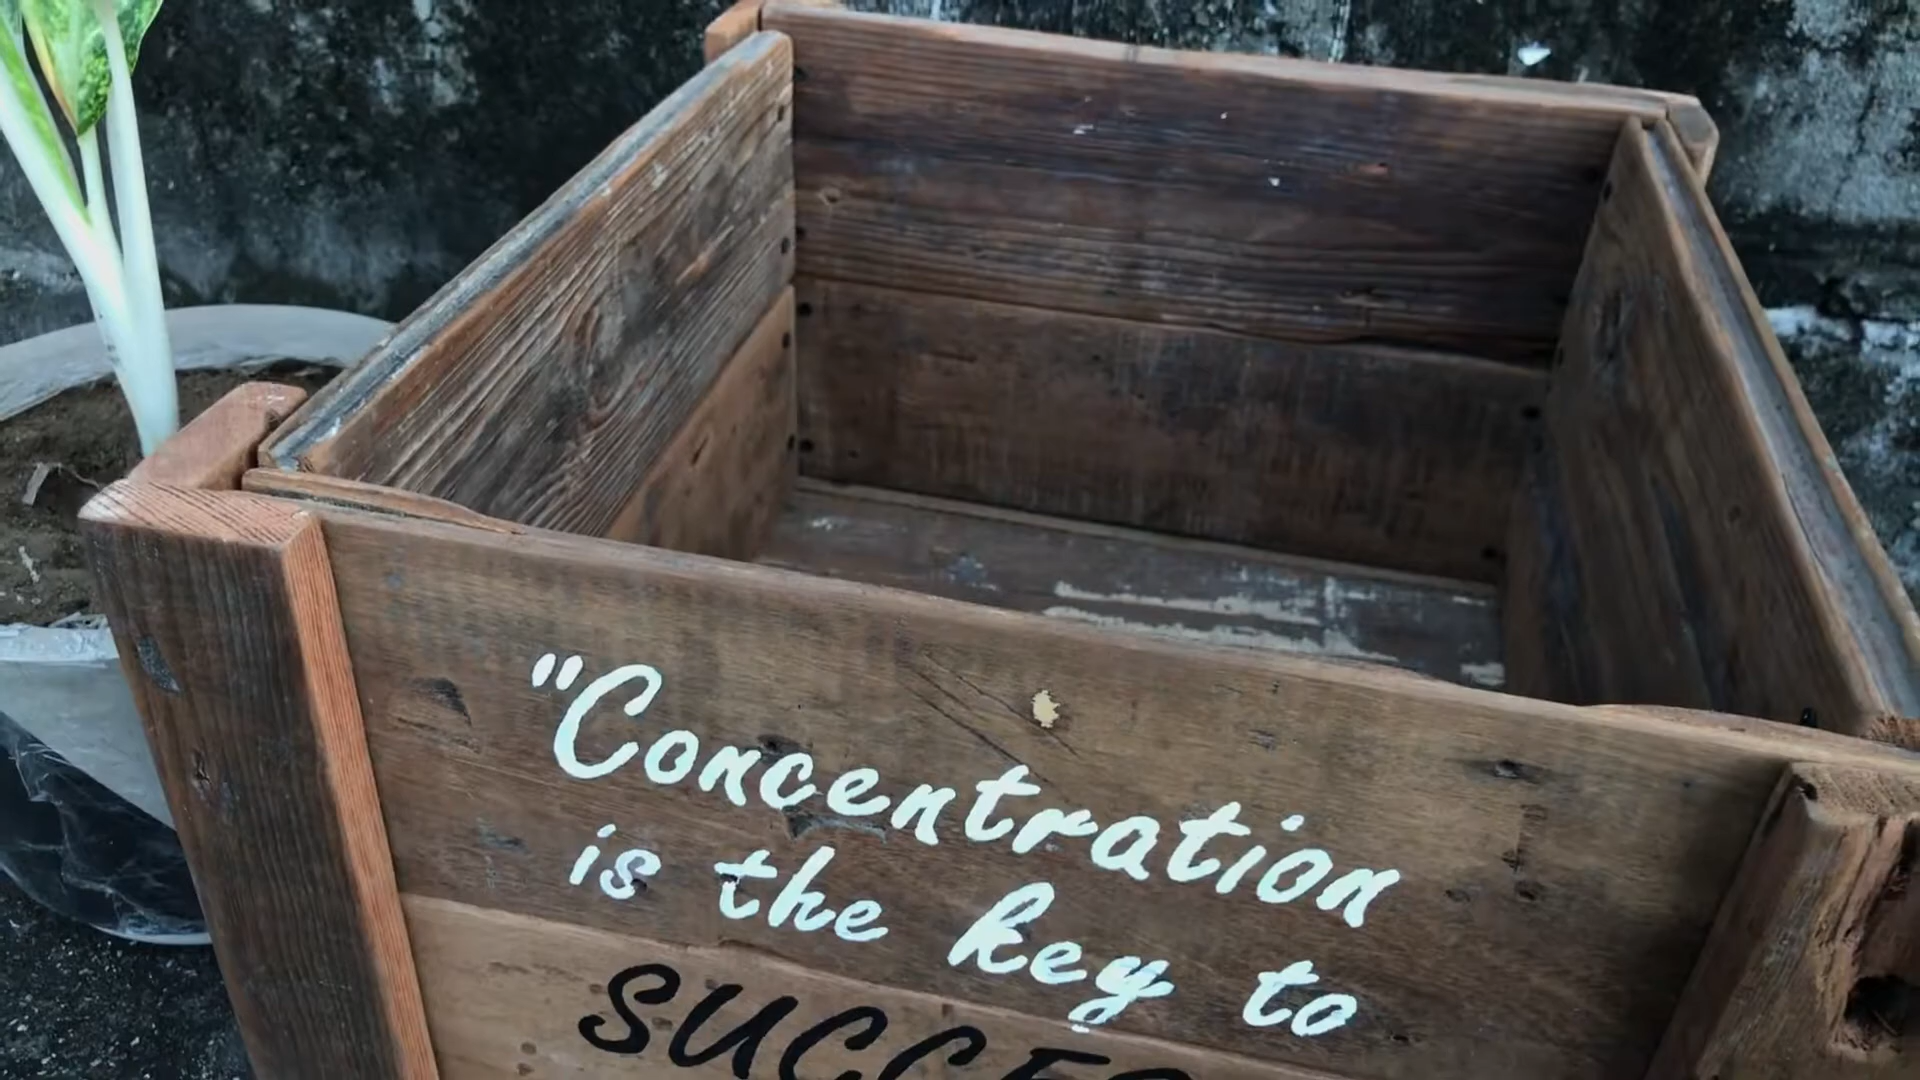 "Concentration
is the key to